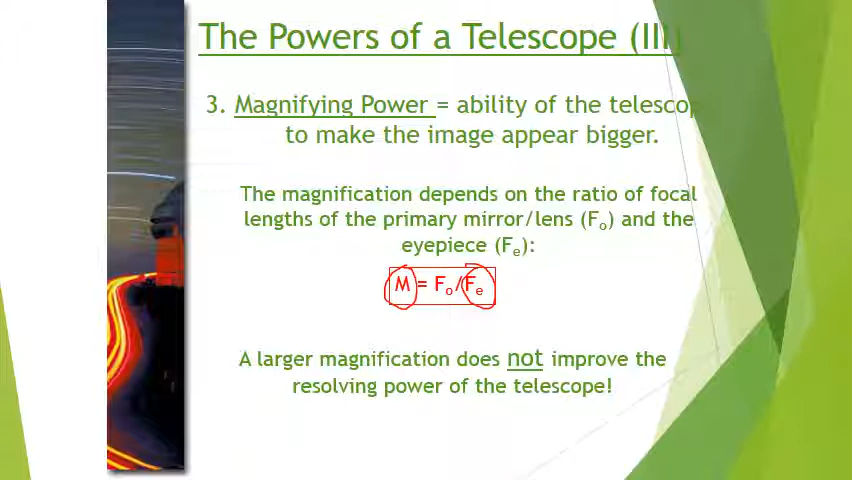 The Powers of a Telescope (III)
3. Magnifying Power = ability of the telescop
to make the image appear bigger.
The magnification depends on the ratio of focal
lengths of the primary mirror/lens (Fo) and the
eyepiece (Fe):
M = Fo/Fe
A larger magnification does not improve the
resolving power of the telescope!